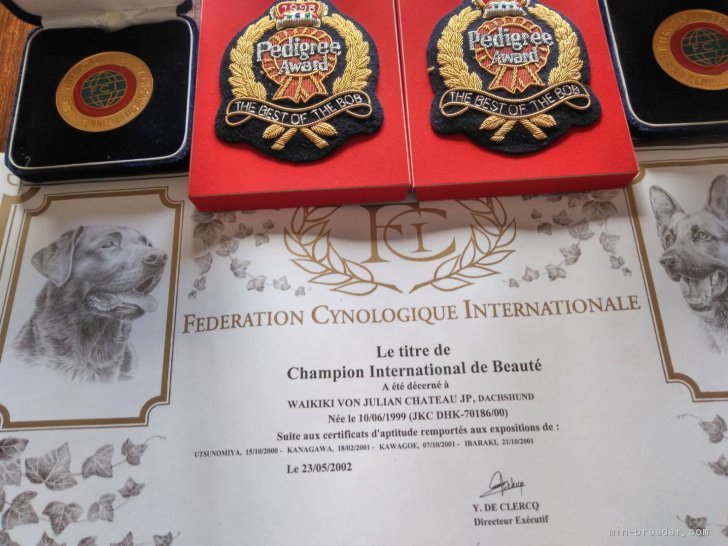 1998
Pedigree
Award
THE BEST OF THE BOB
Pedigree
Award
THE BEST OF THE BOB
FCI
FCI
FEDERATION CYNOLOGIQUE INTERNATIONALE
Le titre de
Champion International de Beauté
A été décerné à
WAIKIKI VON JULIAN CHATEAU JP, DACHSHUND
Née le 10/06/1999 (JKC DHK-70186/00)
Suite aux certificats d'aptitude remportés aux expositions de:
UTSUNOMIYA, 15/10/2000 - KANAGAWA, 18/02/2001 - KAWAGOE, 07/10/2001 - IBARAKI, 21/10/2001
Le 23/05/2002
Y. DE CLERCQ
Directeur Exécutif
min-breeder.com